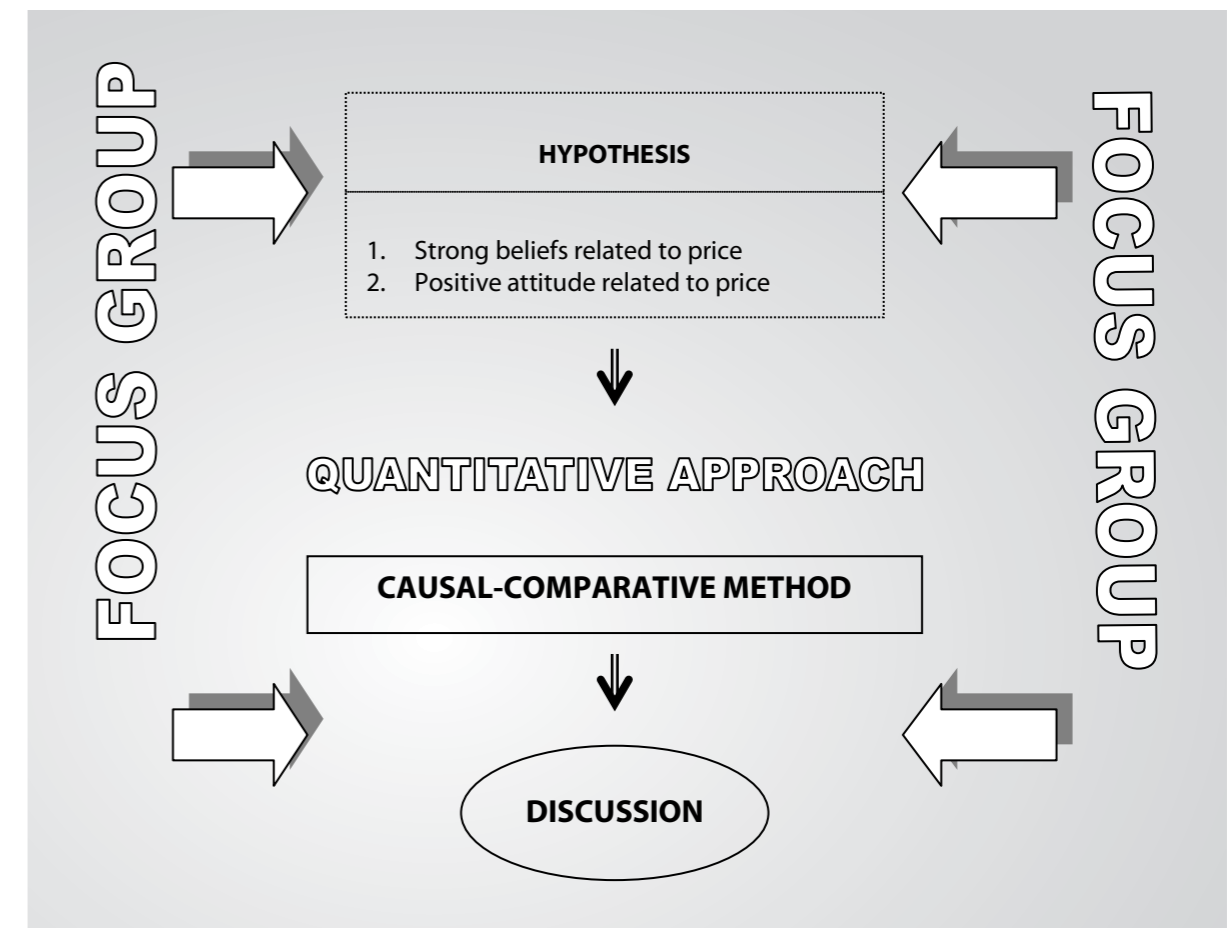 FOCUS GROUP
HYPOTHESIS
1. Strong beliefs related to price
2. Positive attitude related to price
QUANTITATIVE APPROACH
CAUSAL-COMPARATIVE METHOD
DISCUSSION
FOCUS GROUP